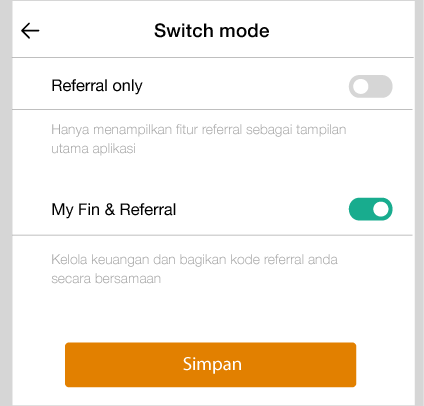 Switch mode
Referral only
Hanya menampilkan fitur referral sebagai tampilan
utama aplikasi
My Fin & Referral
Kelola keuangan dan bagikan kode referral anda
secara bersamaan
Simpan